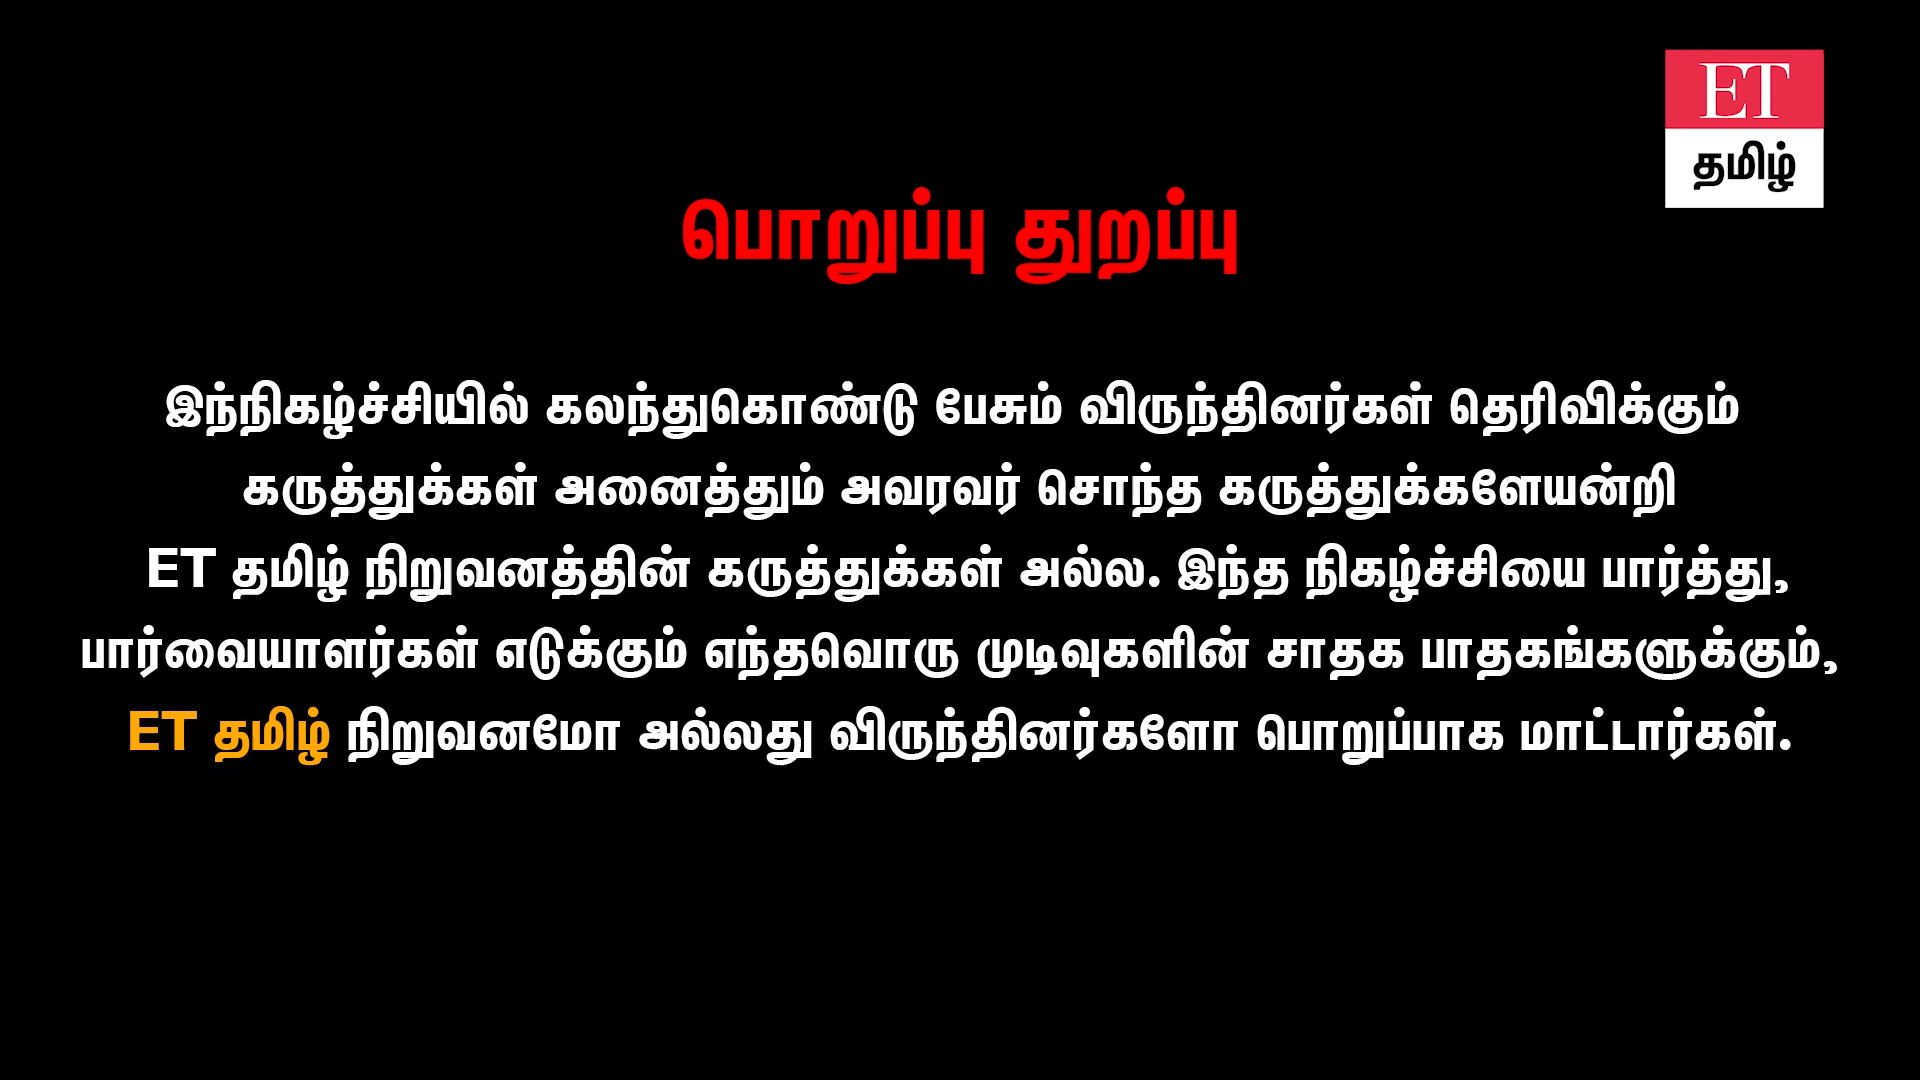 ET
தமிழ்
பொறுப்பு துறப்பு
இந்நிகழ்ச்சியில் கலந்துகொண்டு பேசும் விருந்தினர்கள் தெரிவிக்கும்
கருத்துக்கள் அனைத்தும் அவரவர் சொந்த கருத்துக்களேயன்றி
ET தமிழ் நிறுவனத்தின் கருத்துக்கள் அல்ல. இந்த நிகழ்ச்சியை பார்த்து,
பார்வையாளர்கள் எடுக்கும் எந்தவொரு முடிவுகளின் சாதக பாதகங்களுக்கும்,
ET தமிழ் நிறுவனமோ அல்லது விருந்தினர்களோ பொறுப்பாக மாட்டார்கள்.